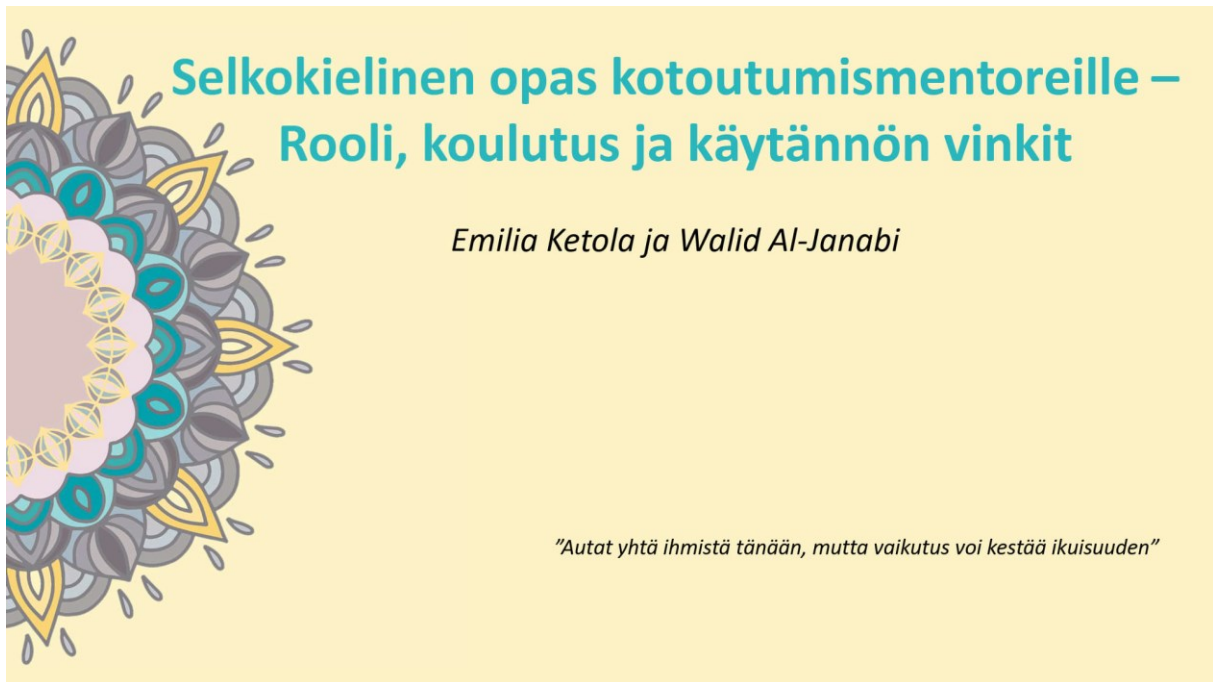 Selkokielinen opas kotoutumismentoreille –
Rooli, koulutus ja käytännön vinkit
Emilia Ketola ja Walid Al-Janabi
”Autat yhtä ihmistä tänään, mutta vaikutus voi kestää ikuisuuden”